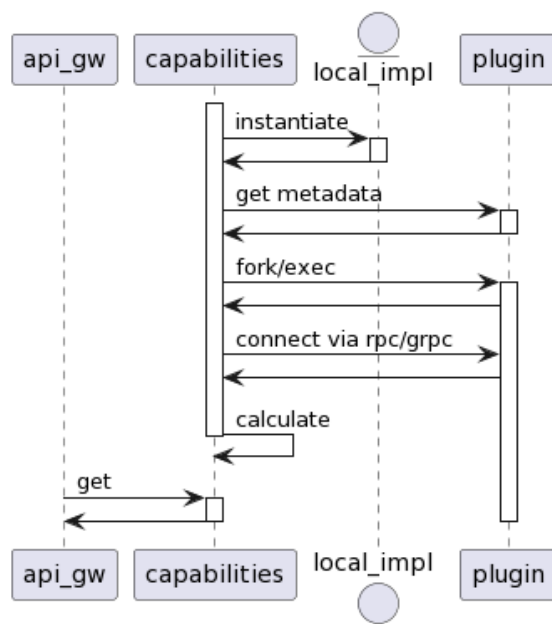 api_gw
capabilities
local_impl
plugin
instantiate
get metadata
fork/exec
connect via rpc/grpc
calculate
get
api_gw
capabilities
local_impl
plugin